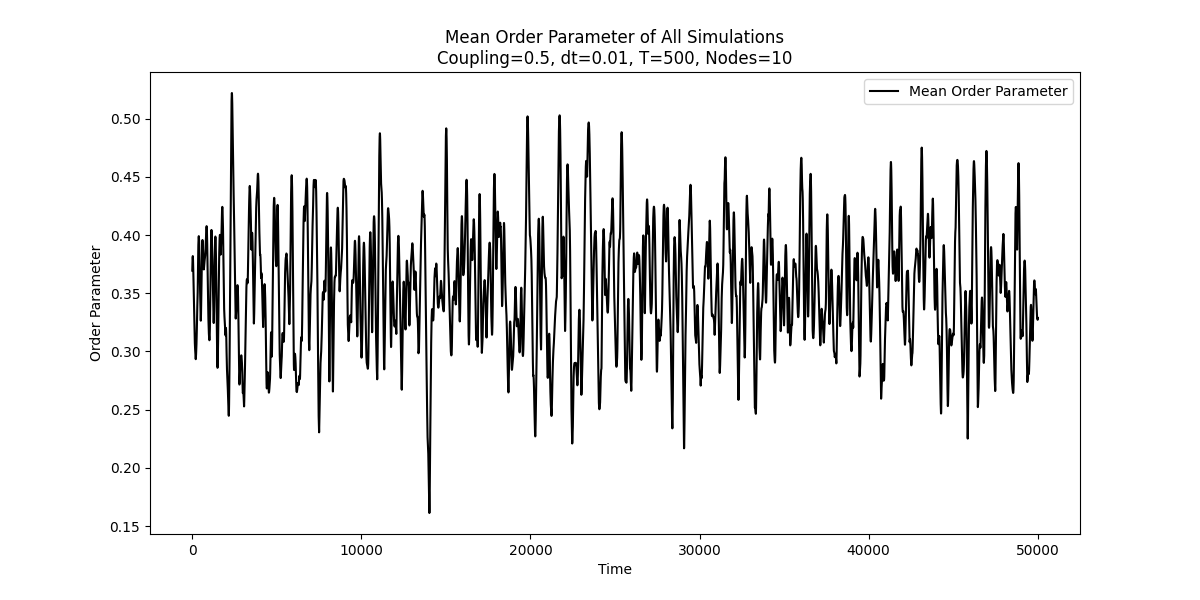 Mean Order Parameter of All Simulations
Coupling=0.5, dt=0.01, T=500, Nodes=10
Mean Order Parameter
0.50
0.45
0.40
0.35
0.30
0.25
0.20
0.15
Order Parameter
0
10000
20000
30000
40000
50000
Time